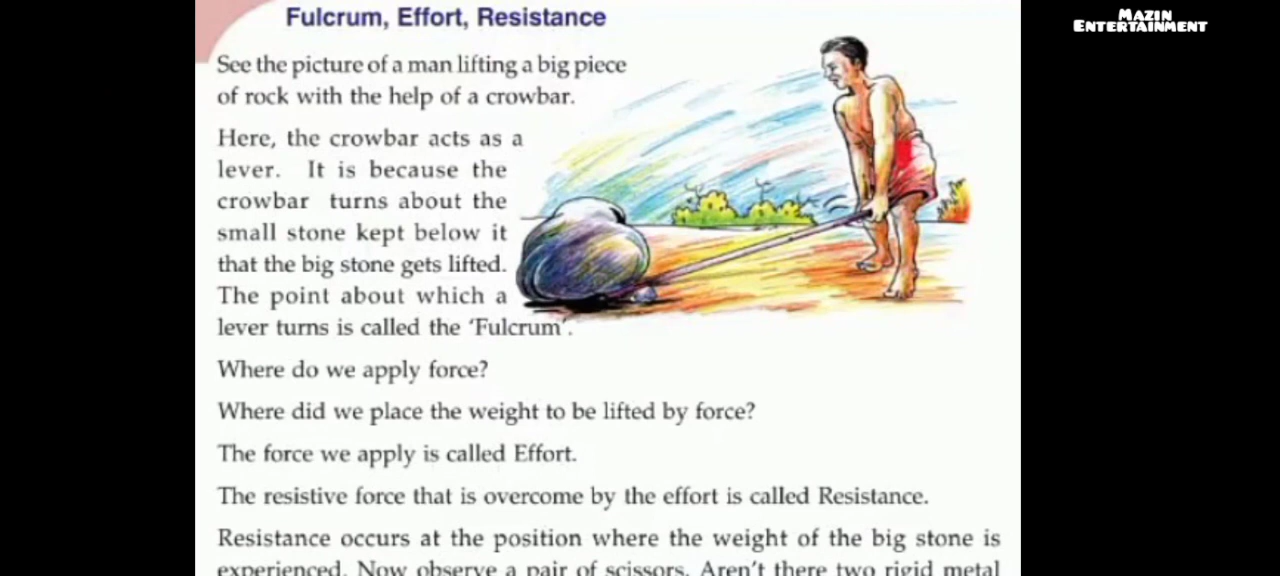 Fulcrum, Effort, Resistance
MAZIN
ENTERTAINMENT
See the picture of a man lifting a big piece
of rock with the help of a crowbar.
Here, the crowbar acts as a
lever. It is because the
crowbar turns about the
small stone kept below it
that the big stone gets lifted.
The point about which a
lever turns is called the ‘Fulcrum’.
Where do we apply force?
Where did we place the weight to be lifted by force?
The force we apply is called Effort.
The resistive force that is overcome by the effort is called Resistance.
Resistance occurs at the position where the weight of the big stone is
experienced. Now observe a pair of scissors. Aren't there two rigid metal